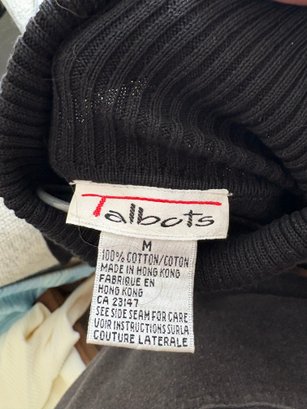 Talbots
M
100% COTTON/COTON
MADE IN HONG KONG
FABRIQUE EN
HONG KONG
CA 23147
SEE SIDE SEAM FOR CARE
VOIR INSTRUCTIONS SUR LA
COUTURE LATERALE